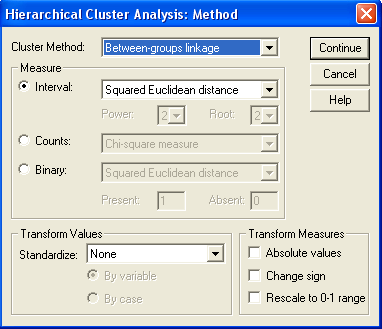 Hierarchical Cluster Analysis: Method
Cluster Method: Between-groups linkage
Continue
Cancel
Help
Measure
Interval: Squared Euclidean distance
Power: 2 Root: 2
Counts: Chi-square measure
Binary: Squared Euclidean distance
Present: 1 Absent: 0
Transform Values
Standardize: None
By variable
By case
Transform Measures
Absolute values
Change sign
Rescale to 0-1 range